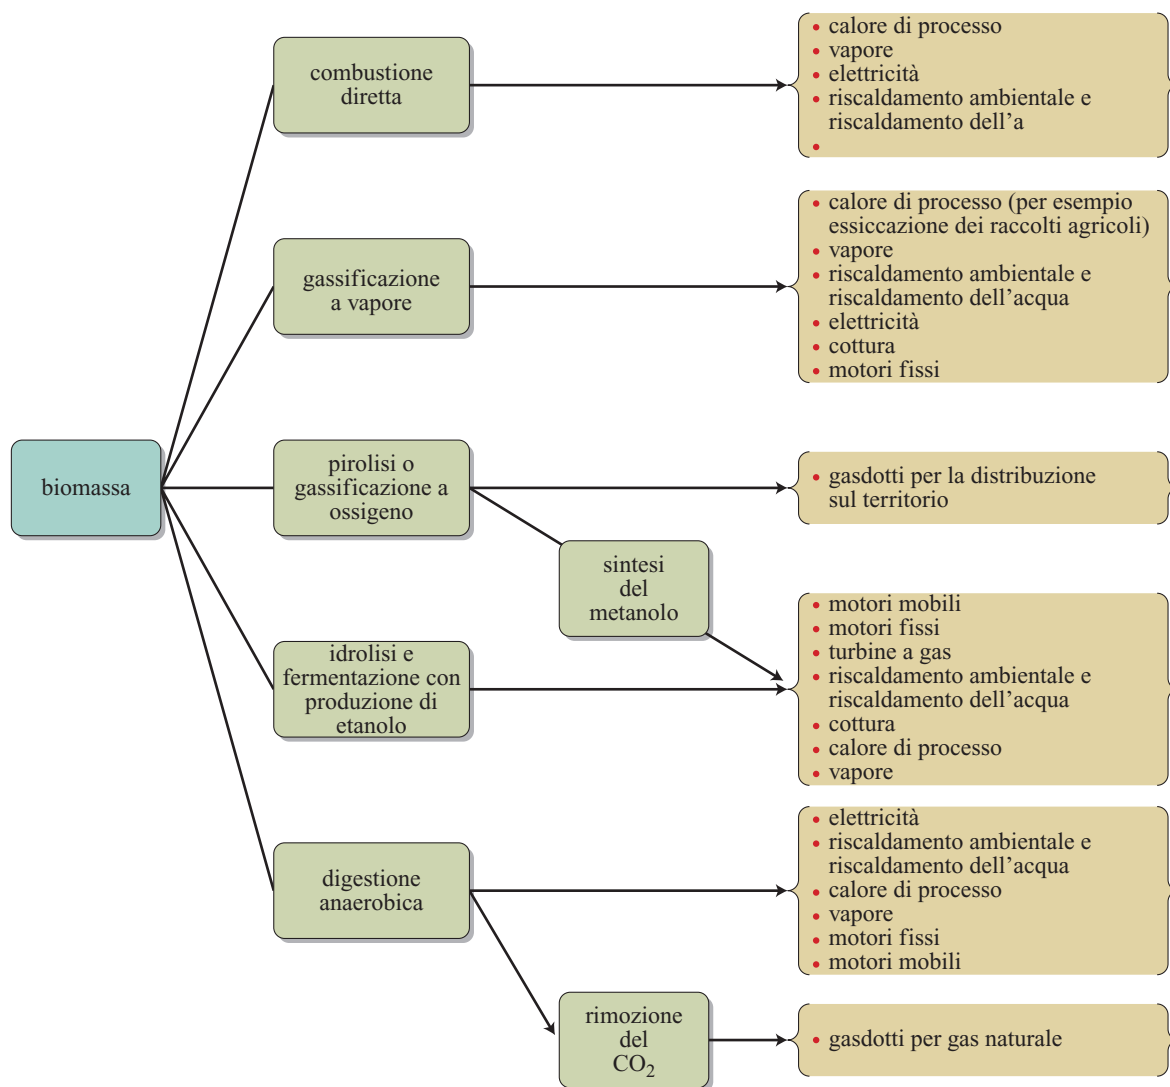 combustione
diretta
• calore di processo
• vapore
• elettricità
• riscaldamento ambientale e
riscaldamento dell'a
•
gassificazione
a vapore
• calore di processo (per esempio
essiccazione dei raccolti agricoli)
• vapore
• riscaldamento ambientale e
riscaldamento dell'acqua
• elettricità
• cottura
• motori fissi
biomassa
pirolisi o
gassificazione a
ossigeno
• gasdotti per la distribuzione
sul territorio
sintesi
del
metanolo
idrolisi e
fermentazione con
produzione di
etanolo
• motori mobili
• motori fissi
• turbine a gas
• riscaldamento ambientale e
riscaldamento dell'acqua
• cottura
• calore di processo
• vapore
digestione
anaerobica
• elettricità
• riscaldamento ambientale e
riscaldamento dell'acqua
• calore di processo
• vapore
• motori fissi
• motori mobili
rimozione
del
CO₂
• gasdotti per gas naturale